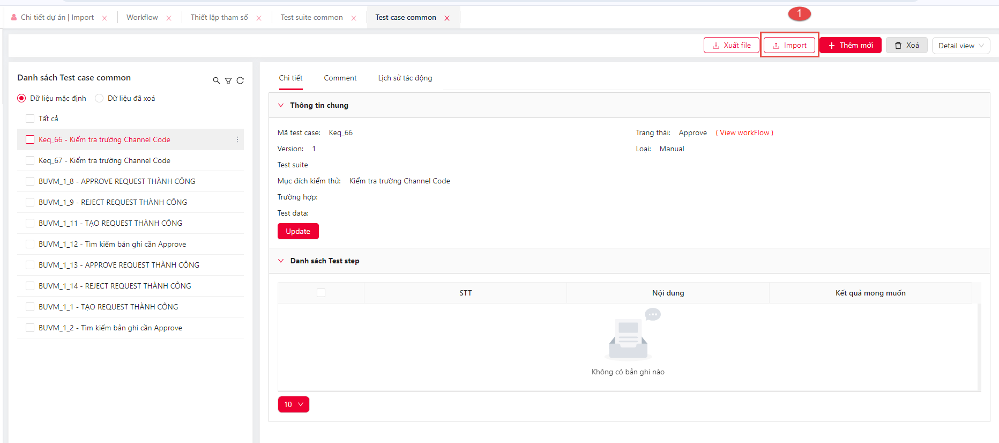 Chi tiết dự án | Import
Workflow
Thiết lập tham số
Test suite common
Test case common
1
Xuất file
Import
Thêm mới
Xoá
Detail view
Danh sách Test case common
Dữ liệu mặc định
Dữ liệu đã xoá
Tất cả
Keq_66 - Kiểm tra trường Channel Code
Keq_67 - Kiểm tra trường Channel Code
BUVM_1_8 - APPROVE REQUEST THÀNH CÔNG
BUVM_1_9 - REJECT REQUEST THÀNH CÔNG
BUVM_1_11 - TẠO REQUEST THÀNH CÔNG
BUVM_1_12 - Tìm kiếm bản ghi cần Approve
BUVM_1_13 - APPROVE REQUEST THÀNH CÔNG
BUVM_1_14 - REJECT REQUEST THÀNH CÔNG
BUVM_1_1 - TẠO REQUEST THÀNH CÔNG
BUVM_1_2 - Tìm kiếm bản ghi cần Approve
Chi tiết
Comment
Lịch sử tác động
Thông tin chung
Mã test case: Keq_66
Trạng thái: Approve ( View workFlow )
Version: 1
Loại: Manual
Test suite
Mục đích kiểm thử: Kiểm tra trường Channel Code
Trường hợp:
Test data:
Update
Danh sách Test step
STT
Nội dung
Kết quả mong muốn
Không có bản ghi nào
10